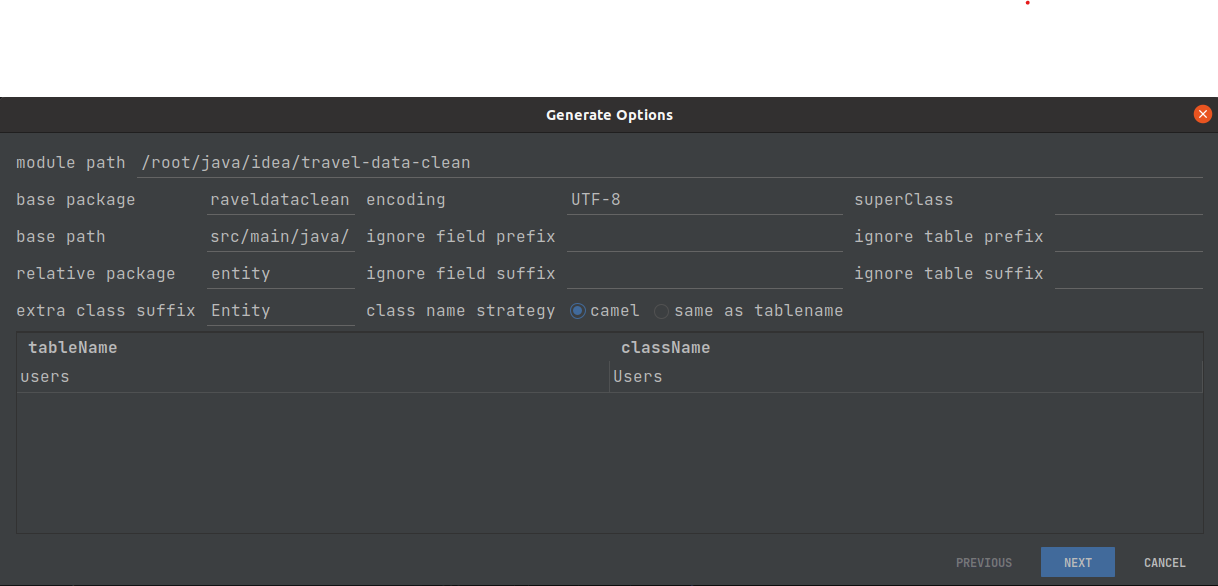 Generate Options
module path /root/java/idea/travel-data-clean
base package raveldataclean encoding UTF-8 superClass
base path src/main/java/ ignore field prefix ignore table prefix
relative package entity ignore field suffix ignore table suffix
extra class suffix Entity class name strategy camel same as tablename
tableName className
users Users
PREVIOUS NEXT CANCEL